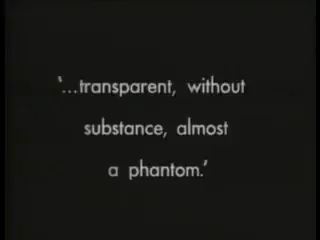 ‘...transparent, without
substance, almost
a phantom.’